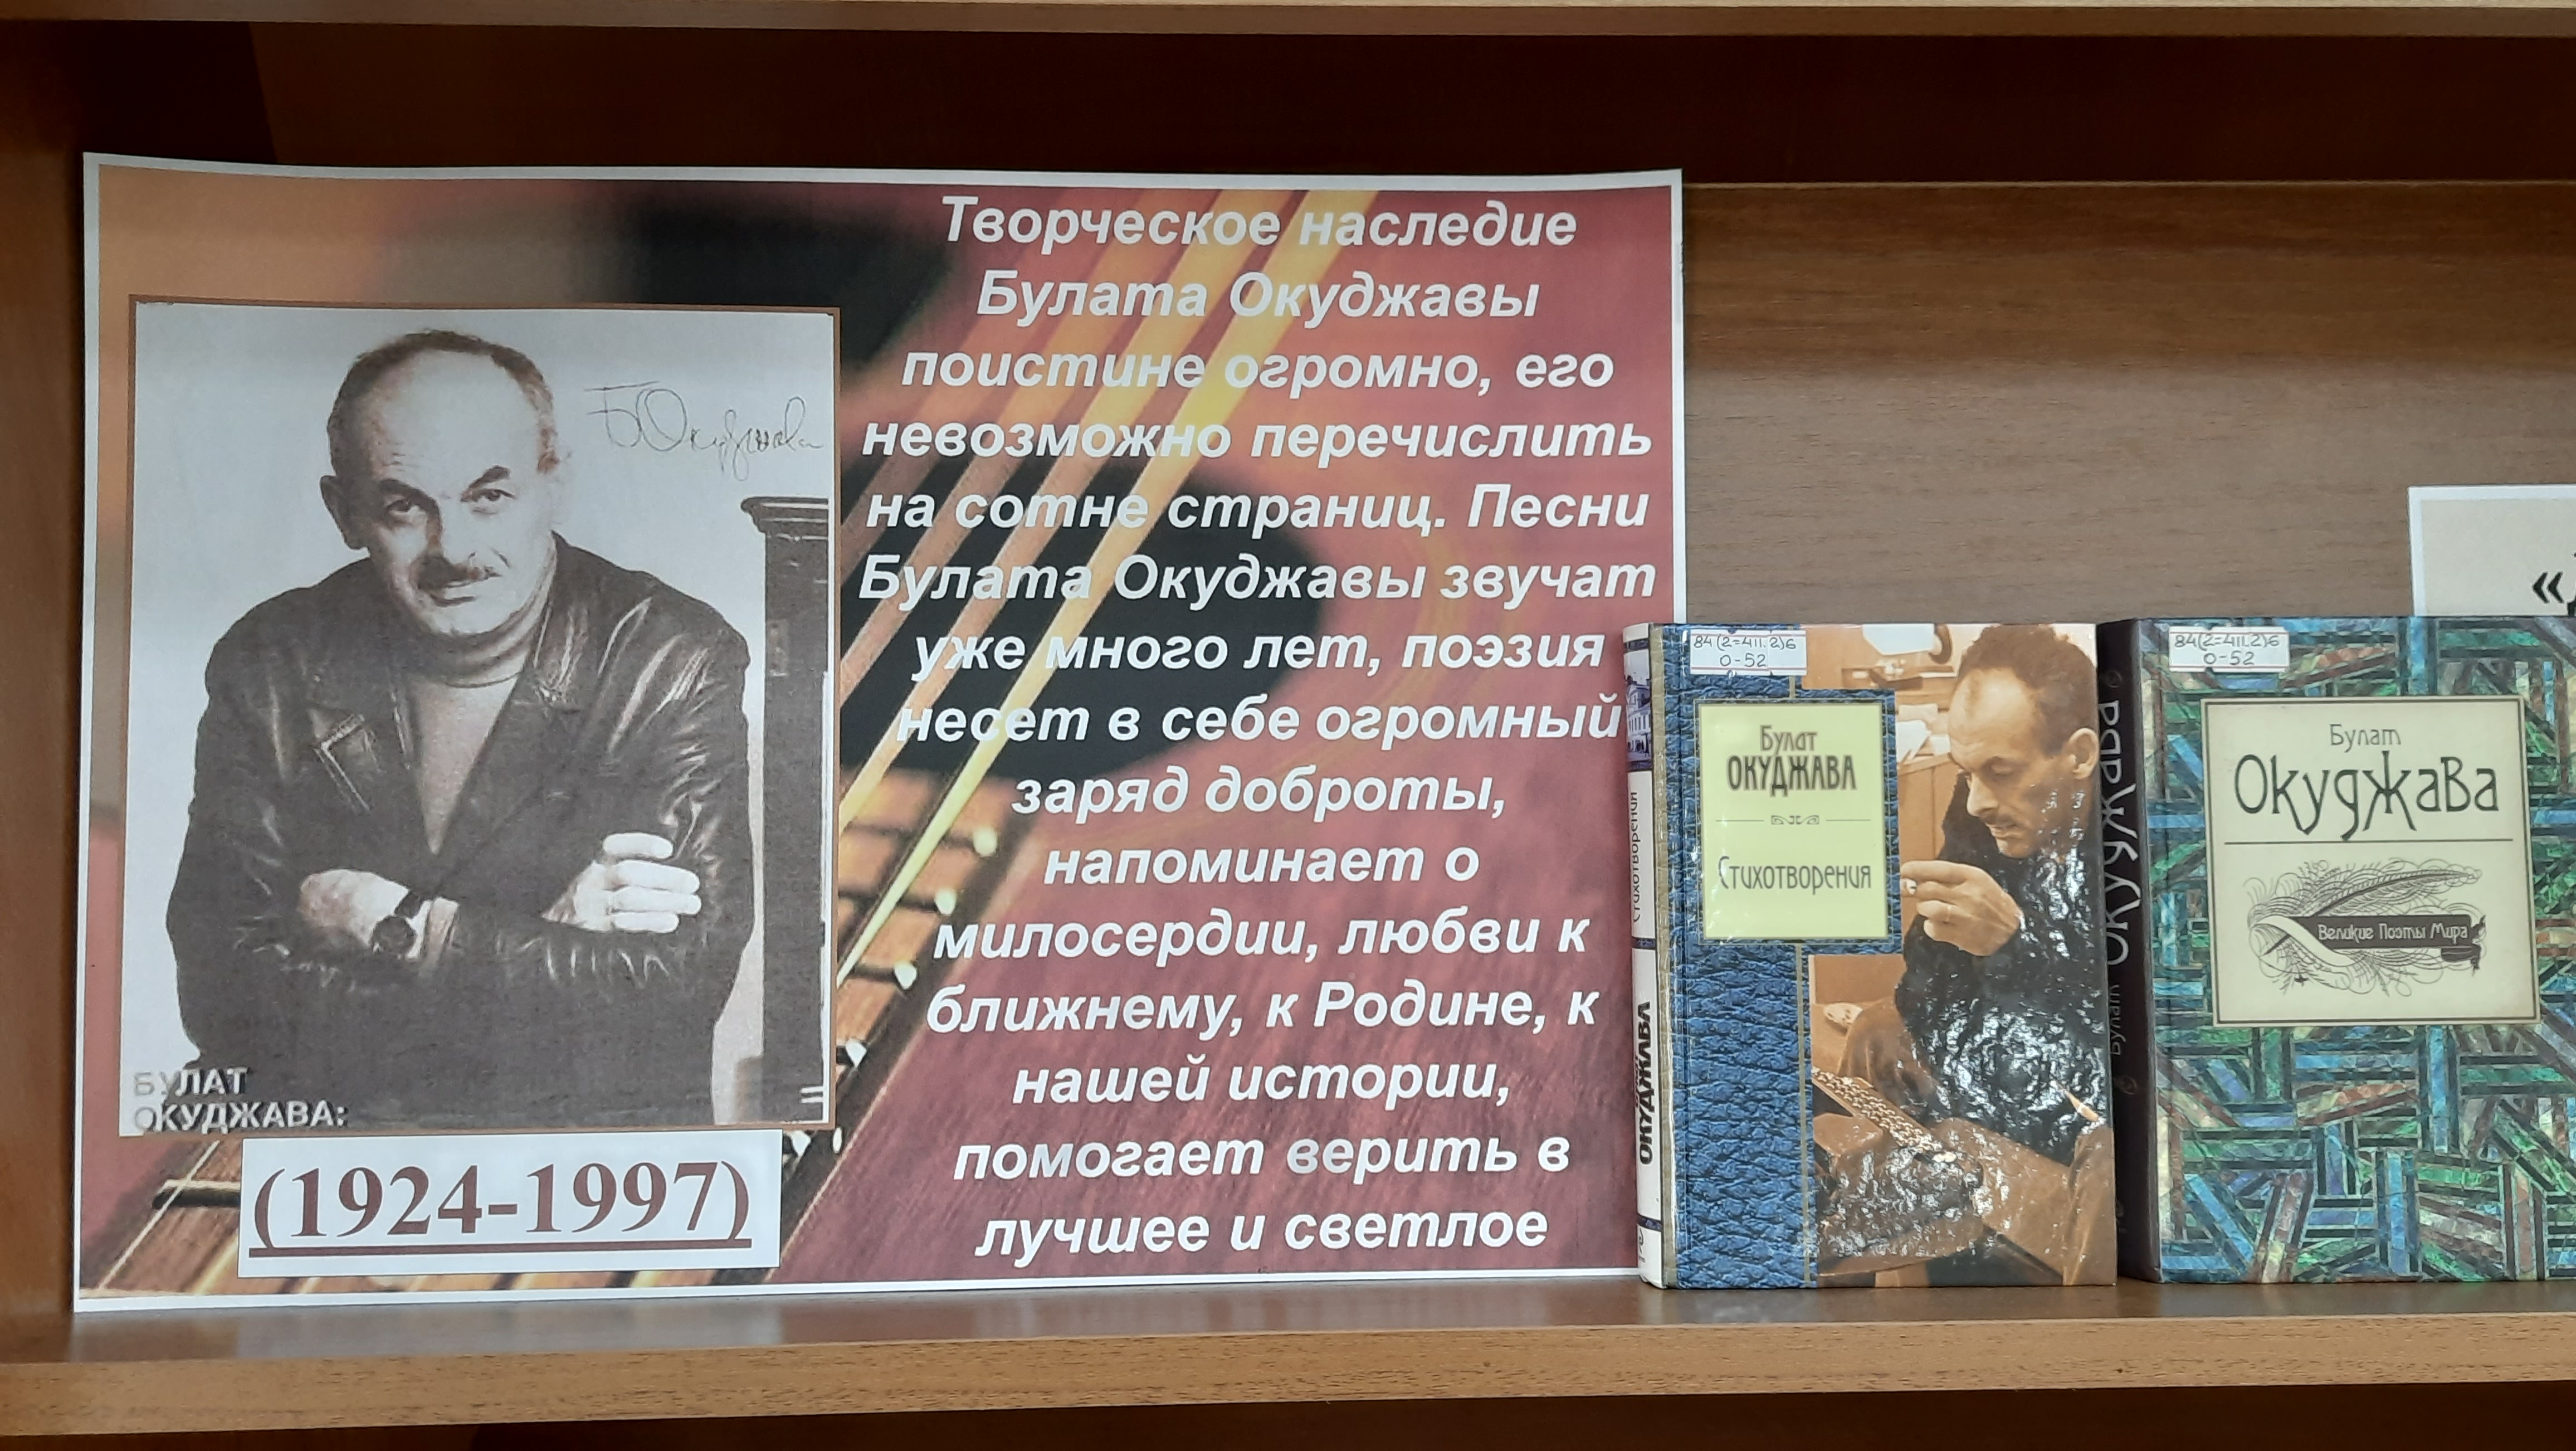 Творческое наследие
Булата Окуджавы
поистине огромно, его
невозможно перечислить
на сотне страниц. Песни
Булата Окуджавы звучат
уже много лет, поэзия
несет в себе огромный
заряд доброты,
напоминает о
милосердии, любви к
ближнему, к Родине, к
нашей истории,
помогает верить в
лучшее и светлое
Б Окуджава
БУЛАТ
ОКУДЖАВА:
(1924-1997)
Стихотворения
ОКУДЖАВА
84(2=411.2)6
О-52
Булат
ОКУДЖАВА
Стихотворения
Булат ОКУДЖАВА
84(2=411.2)6
О-52
Булат
Окуджава
Великие Поэты Мира